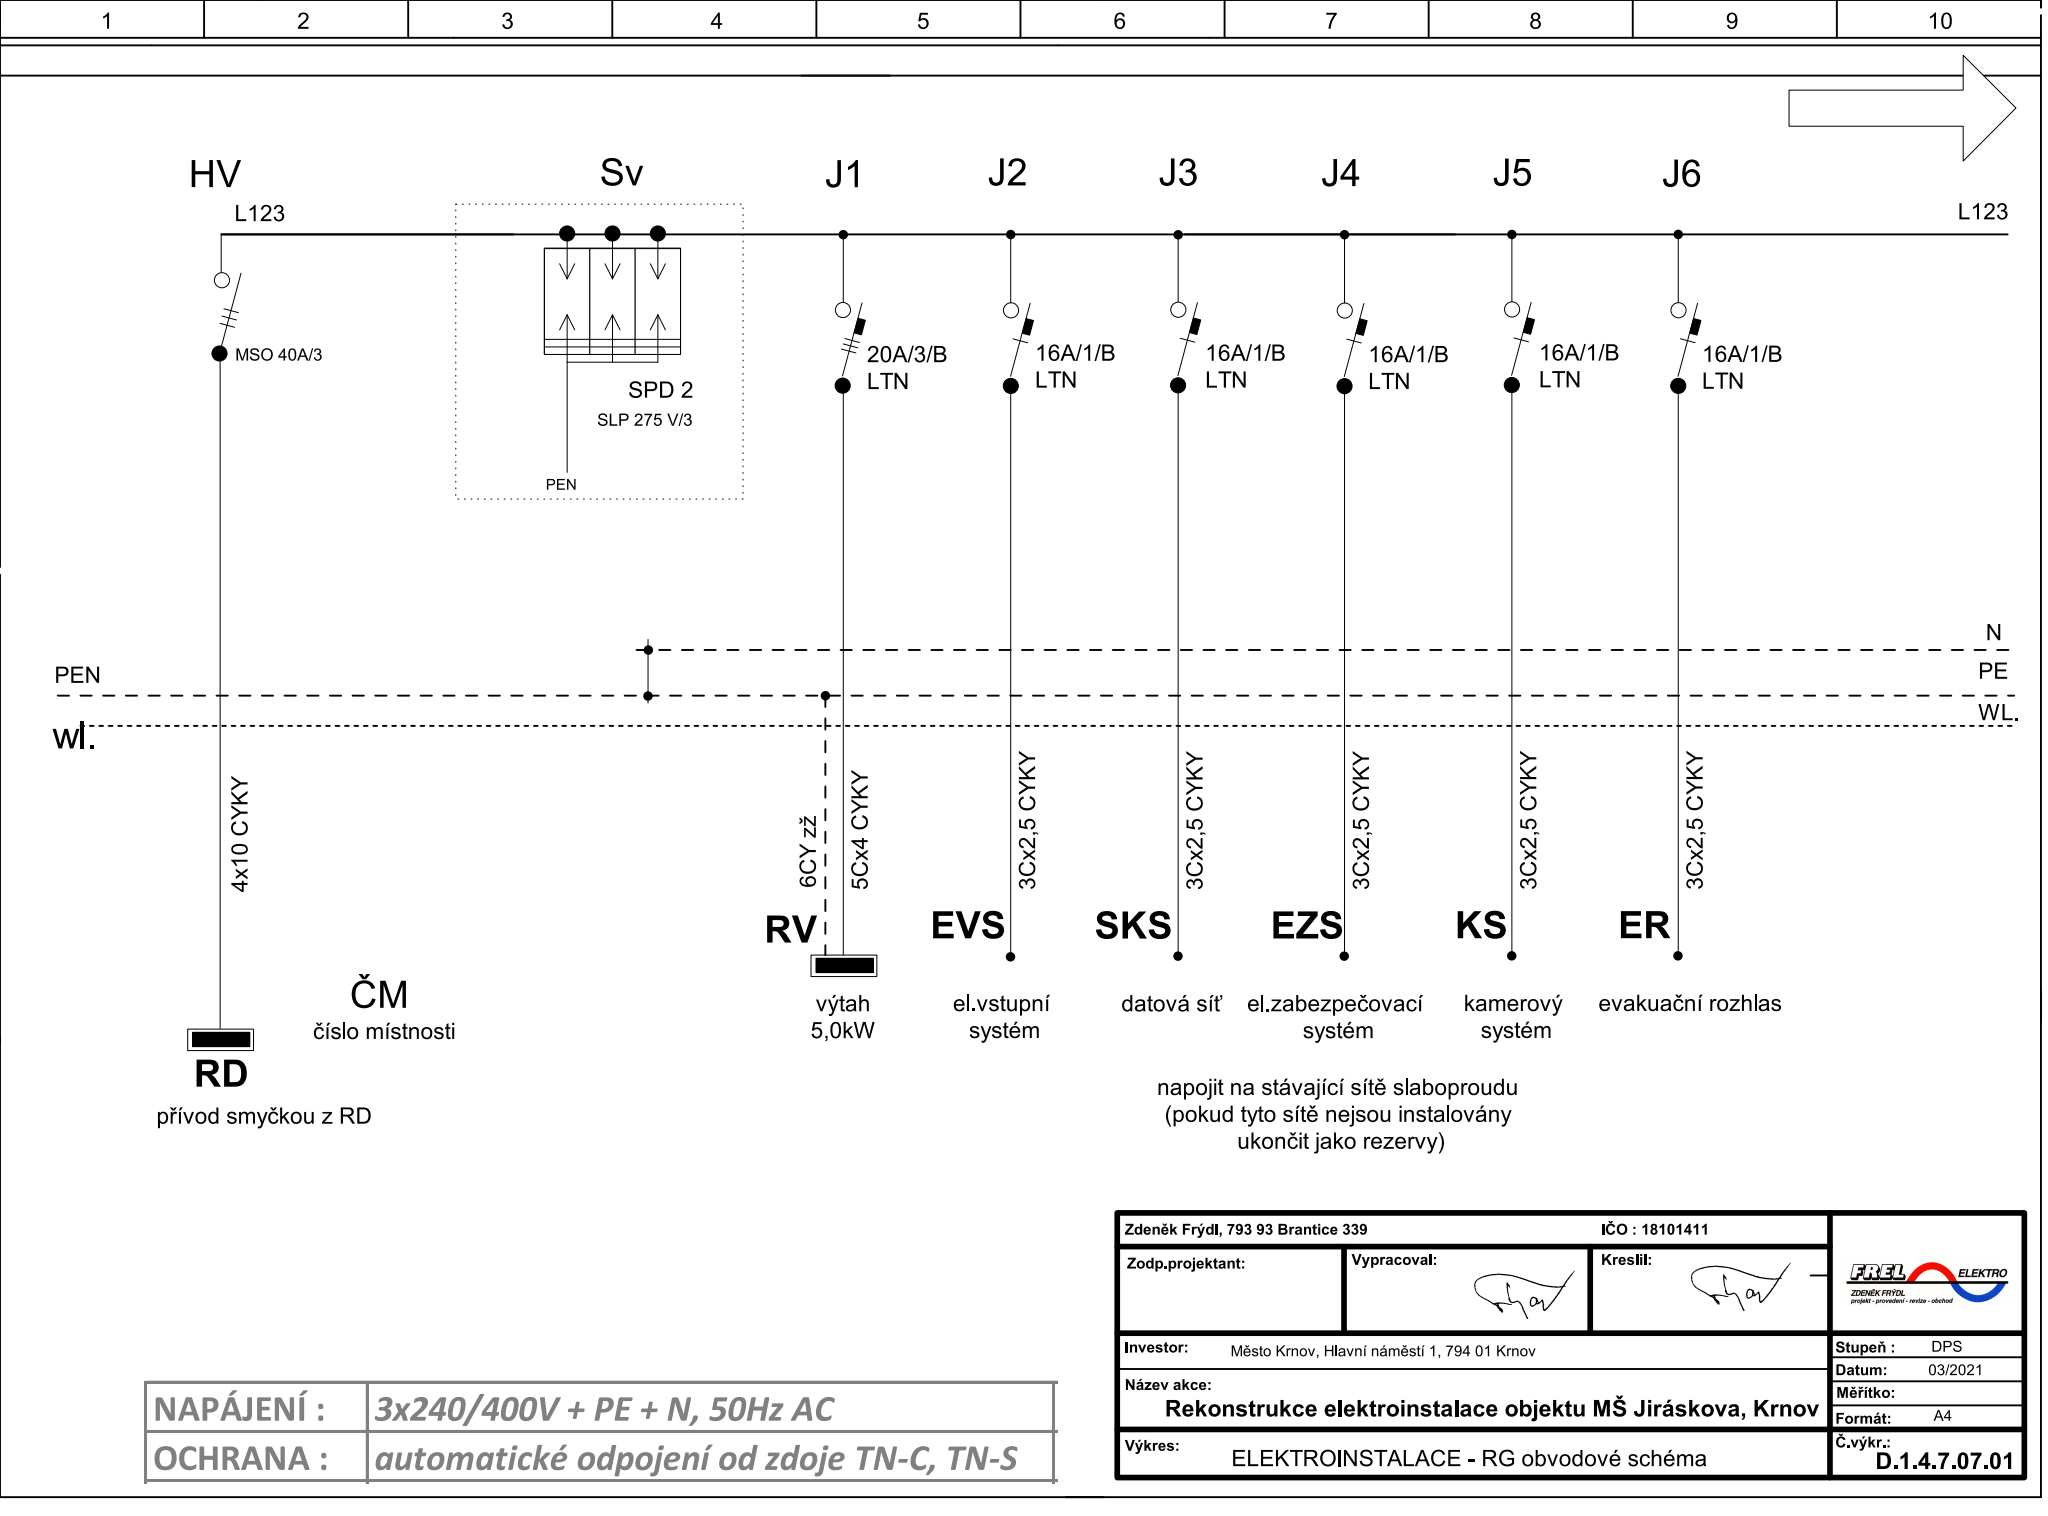 1 2 3 4 5 6 7 8 9 10
HV Sv J1 J2 J3 J4 J5 J6
L123 L123
MSO 40A/3
20A/3/B
LTN
16A/1/B
LTN
16A/1/B
LTN
16A/1/B
LTN
16A/1/B
LTN
16A/1/B
LTN
SPD 2
SLP 275 V/3
PEN
N
PEN PE
wl. WL.
4x10 CYKY
6CY zž
5Cx4 CYKY
3Cx2,5 CYKY
3Cx2,5 CYKY
3Cx2,5 CYKY
3Cx2,5 CYKY
3Cx2,5 CYKY
RV EVS SKS EZS KS ER
ČM
číslo místnosti
výtah
5,0kW
el.vstupní
systém
datová síť
el.zabezpečovací
systém
kamerový
systém
evakuační rozhlas
RD
přívod smyčkou z RD
napojit na stávající sítě slaboproudu
(pokud tyto sítě nejsou instalovány
ukončit jako rezervy)
Zdeněk Frýdl, 793 93 Brantice 339 IČO : 18101411
Zodp.projektant: Vypracoval: Kreslil:
FREL ELEKTRO
ZDENĚK FRÝDL
projekt - provedení - revize - obchod
Investor: Město Krnov, Hlavní náměstí 1, 794 01 Krnov
Název akce:
Rekonstrukce elektroinstalace objektu MŠ Jiráskova, Krnov
Výkres: ELEKTROINSTALACE - RG obvodové schéma
Stupeň : DPS
Datum: 03/2021
Měřítko:
Formát: A4
Č.výkr.:
D.1.4.7.07.01
NAPÁJENÍ : 3x240/400V + PE + N, 50Hz AC
OCHRANA : automatické odpojení od zdoje TN-C, TN-S